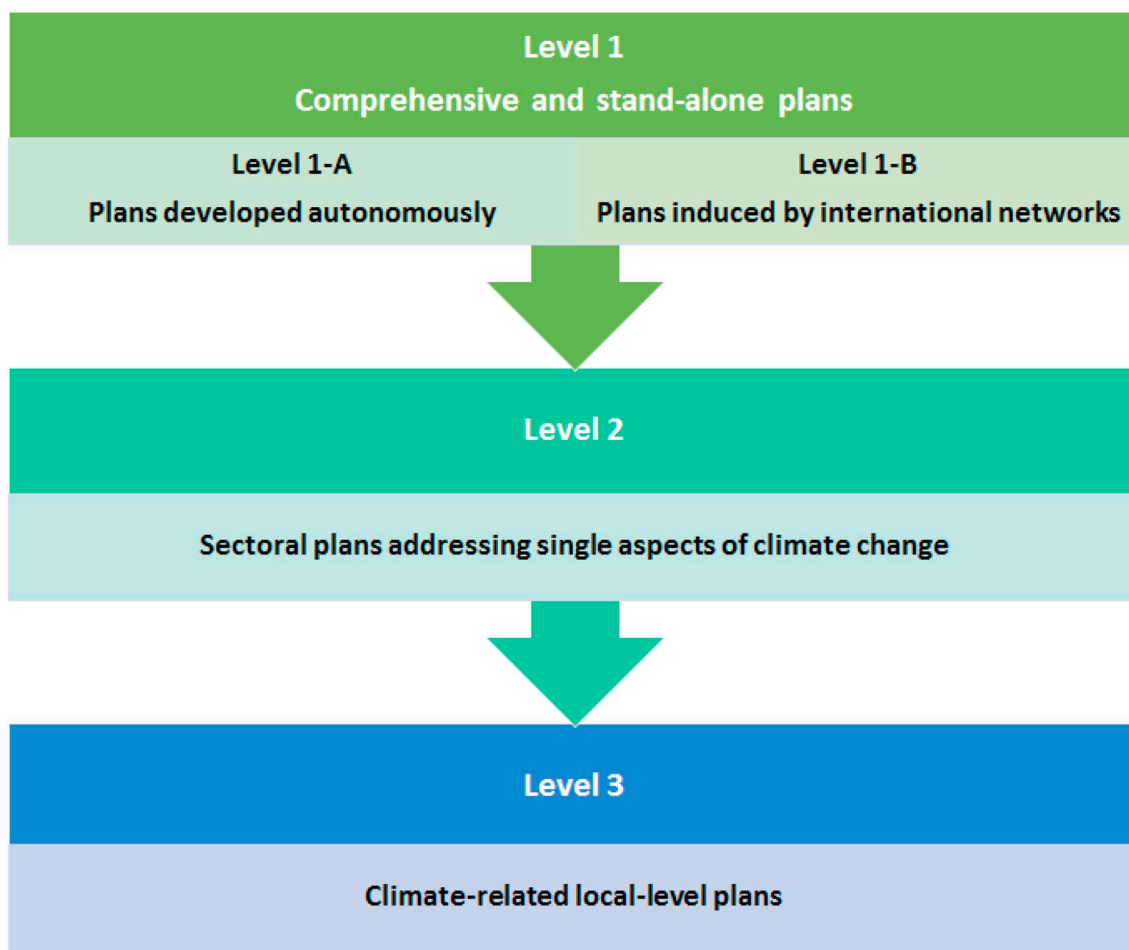 Level 1
Comprehensive and stand-alone plans
Level 1-A
Plans developed autonomously
Level 1-B
Plans induced by international networks
Level 2
Sectoral plans addressing single aspects of climate change
Level 3
Climate-related local-level plans